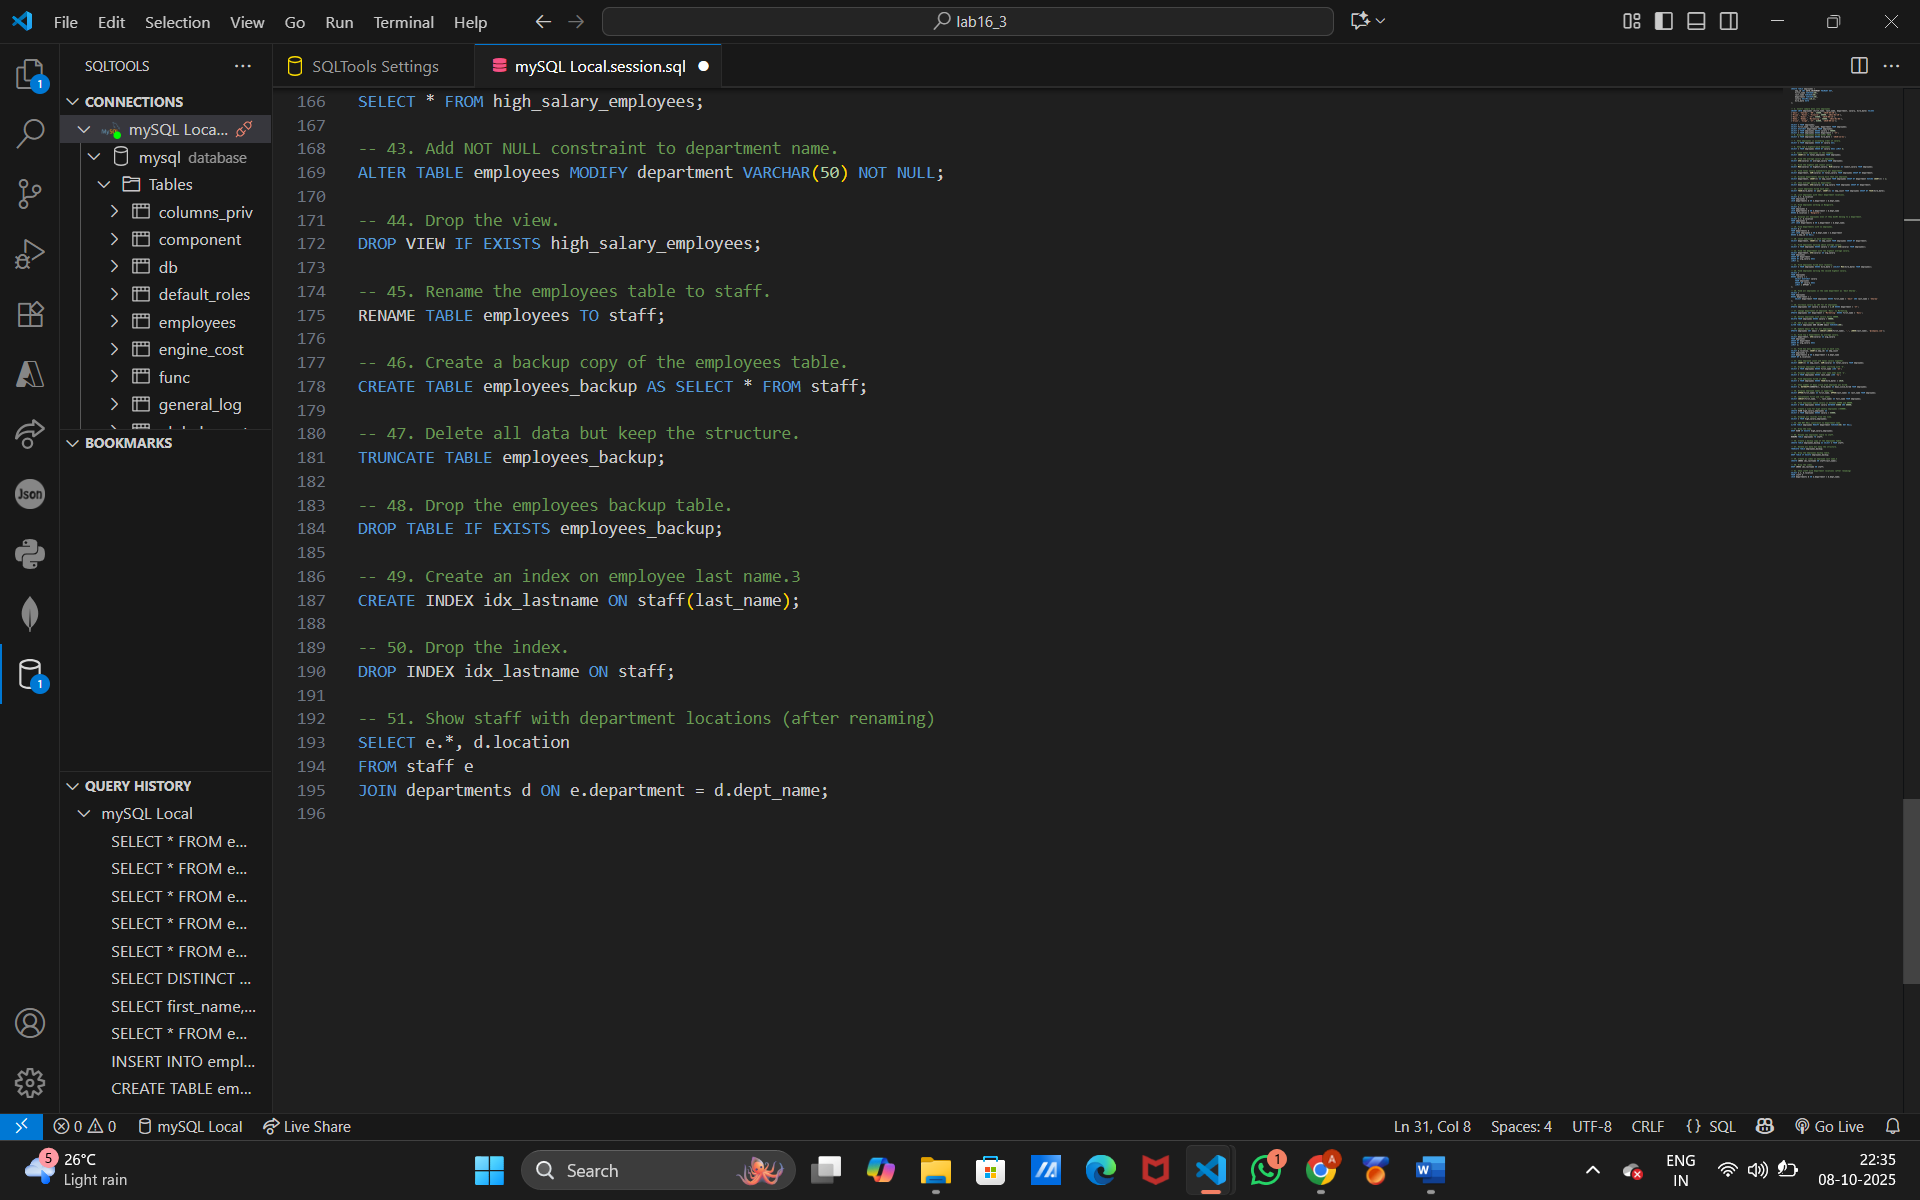 File Edit Selection View Go Run Terminal Help
lab16_3
SQLTOOLS
SQLTools Settings
mySQL Local.session.sql
CONNECTIONS
mySQL Loca...
mysql database
Tables
columns_priv
component
db
default_roles
employees
engine_cost
func
general_log
BOOKMARKS
QUERY HISTORY
mySQL Local
SELECT * FROM e...
SELECT * FROM e...
SELECT * FROM e...
SELECT * FROM e...
SELECT * FROM e...
SELECT DISTINCT ...
SELECT first_name,...
SELECT * FROM e...
INSERT INTO empl...
CREATE TABLE em...
166 SELECT * FROM high_salary_employees;
167
168 -- 43. Add NOT NULL constraint to department name.
169 ALTER TABLE employees MODIFY department VARCHAR(50) NOT NULL;
170
171 -- 44. Drop the view.
172 DROP VIEW IF EXISTS high_salary_employees;
173
174 -- 45. Rename the employees table to staff.
175 RENAME TABLE employees TO staff;
176
177 -- 46. Create a backup copy of the employees table.
178 CREATE TABLE employees_backup AS SELECT * FROM staff;
179
180 -- 47. Delete all data but keep the structure.
181 TRUNCATE TABLE employees_backup;
182
183 -- 48. Drop the employees backup table.
184 DROP TABLE IF EXISTS employees_backup;
185
186 -- 49. Create an index on employee last name.3
187 CREATE INDEX idx_lastname ON staff(last_name);
188
189 -- 50. Drop the index.
190 DROP INDEX idx_lastname ON staff;
191
192 -- 51. Show staff with department locations (after renaming)
193 SELECT e.*, d.location
194 FROM staff e
195 JOIN departments d ON e.department = d.dept_name;
196
1
Json
1
0 0 mySQL Local Live Share
Ln 31, Col 8 Spaces: 4 UTF-8 CRLF {} SQL Go Live
5
26°C
Light rain
Search
1
A
ENG
IN
22:35
08-10-2025